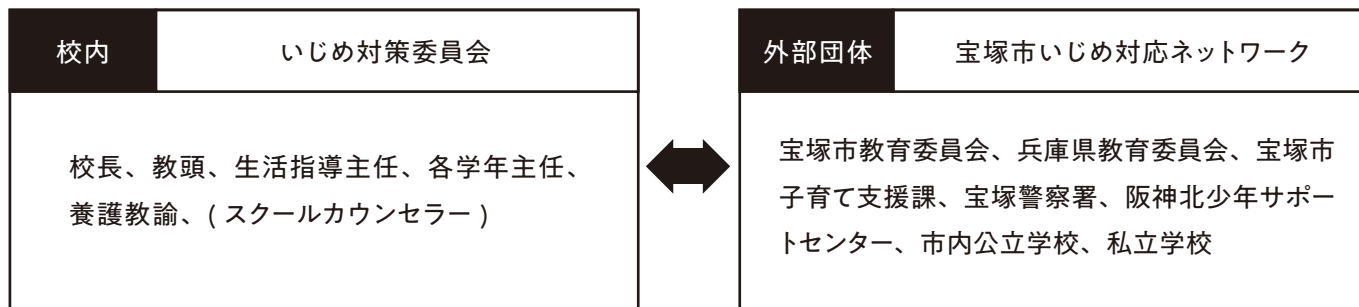 校内
いじめ対策委員会
校長、教頭、生活指導主任、各学年主任、
養護教諭、( スクールカウンセラー )
外部団体
宝塚市いじめ対応ネットワーク
宝塚市教育委員会、兵庫県教育委員会、宝塚市
子育て支援課、宝塚警察署、阪神北少年サポー
トセンター、市内公立学校、私立学校